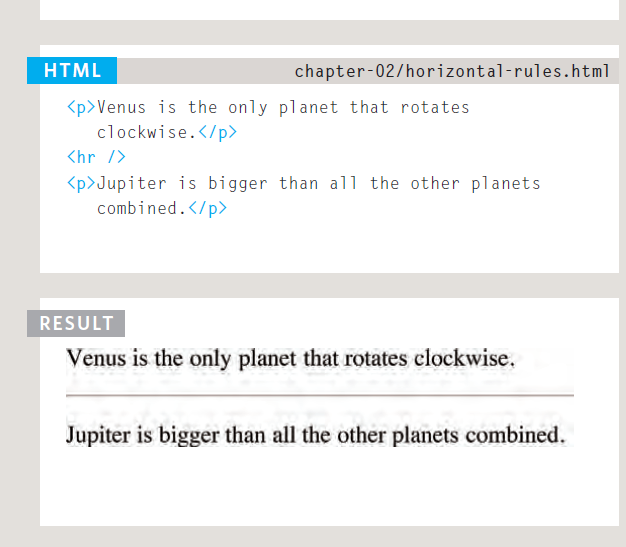 HTML chapter-02/horizontal-rules.html
<p>Venus is the only planet that rotates
clockwise.</p>
<hr />
<p>Jupiter is bigger than all the other planets
combined.</p>
RESULT
Venus is the only planet that rotates clockwise.
Jupiter is bigger than all the other planets combined.